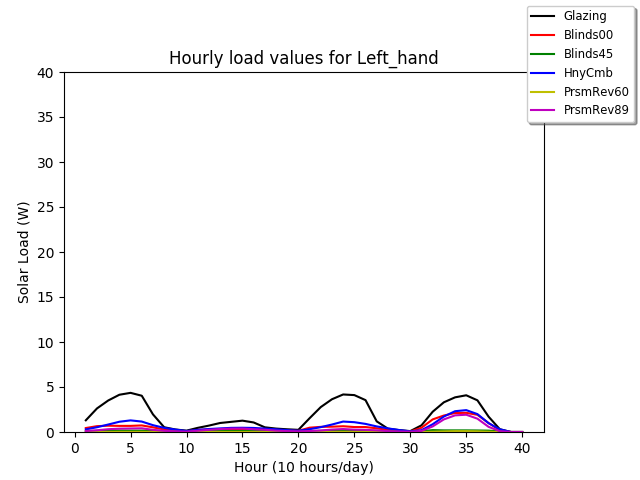 Glazing
Blinds00
Blinds45
HnyCmb
PrsmRev60
PrsmRev89
Hourly load values for Left_hand
40
35
30
25
20
15
10
5
0
Solar Load (W)
0 5 10 15 20 25 30 35 40
Hour (10 hours/day)